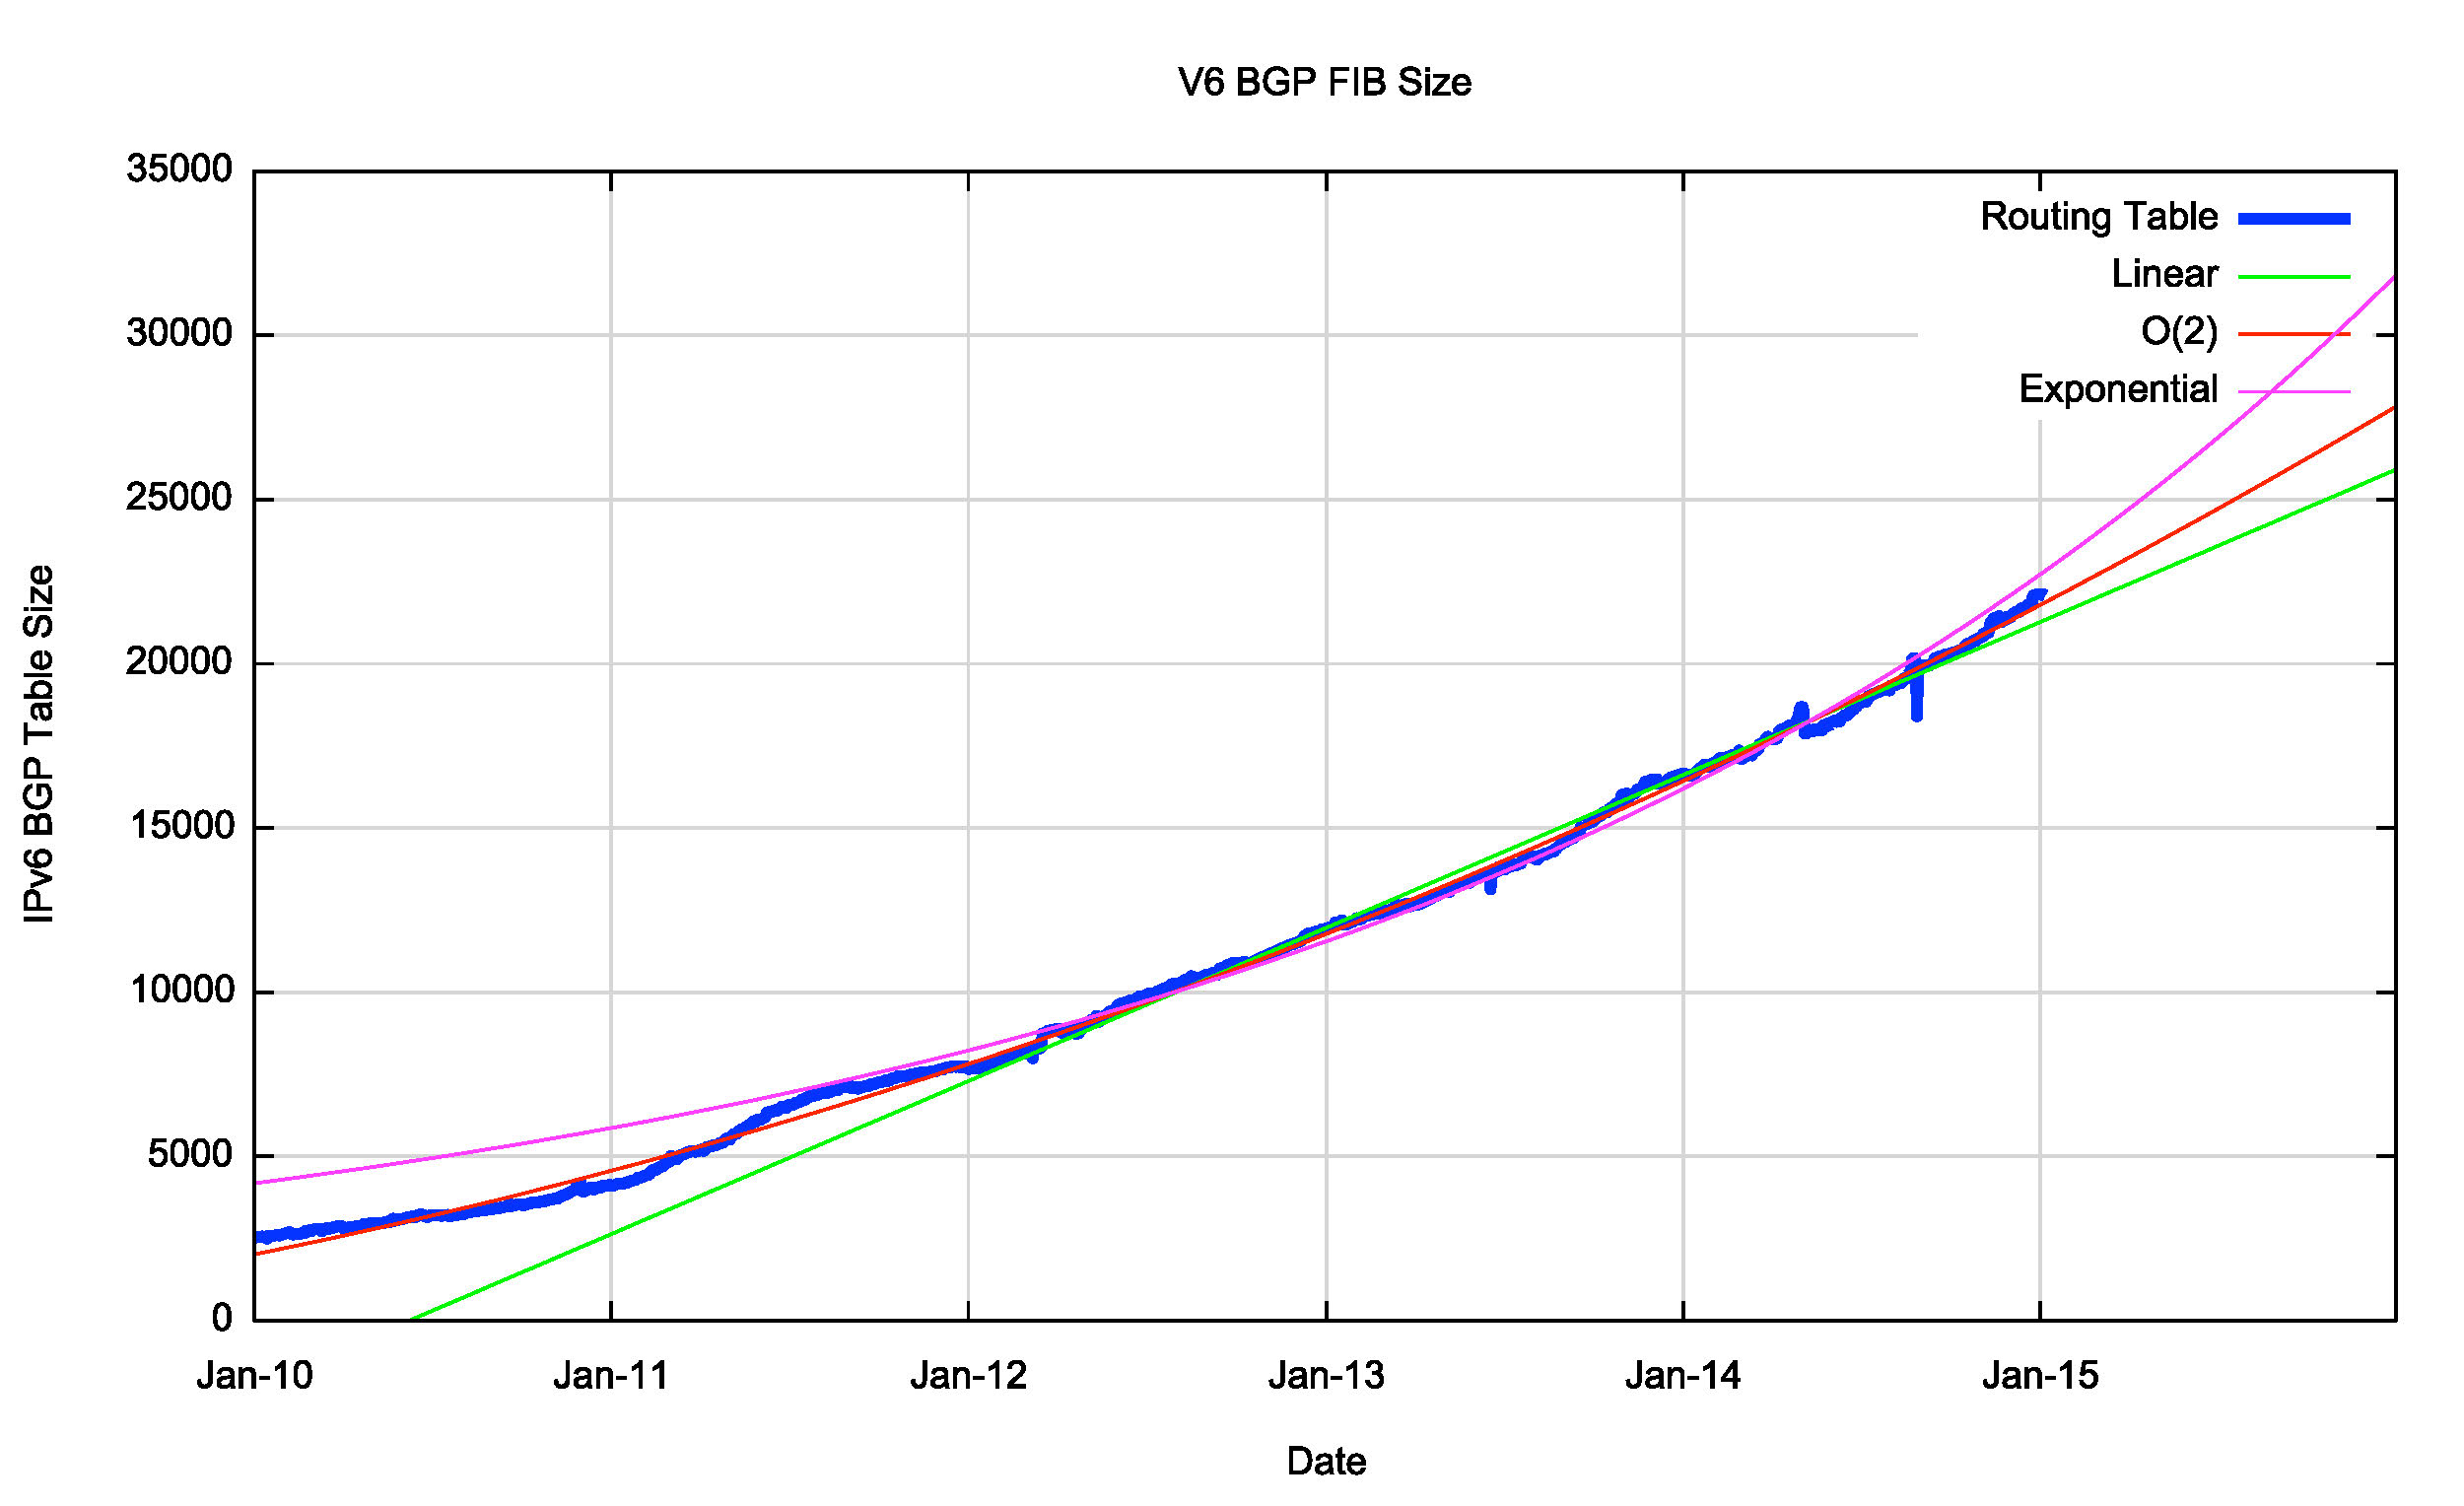 V6 BGP FIB Size
35000
30000
25000
20000
15000
10000
5000
0
IPv6 BGP Table Size
Routing Table
Linear
O(2)
Exponential
Jan-10 Jan-11 Jan-12 Jan-13 Jan-14 Jan-15
Date